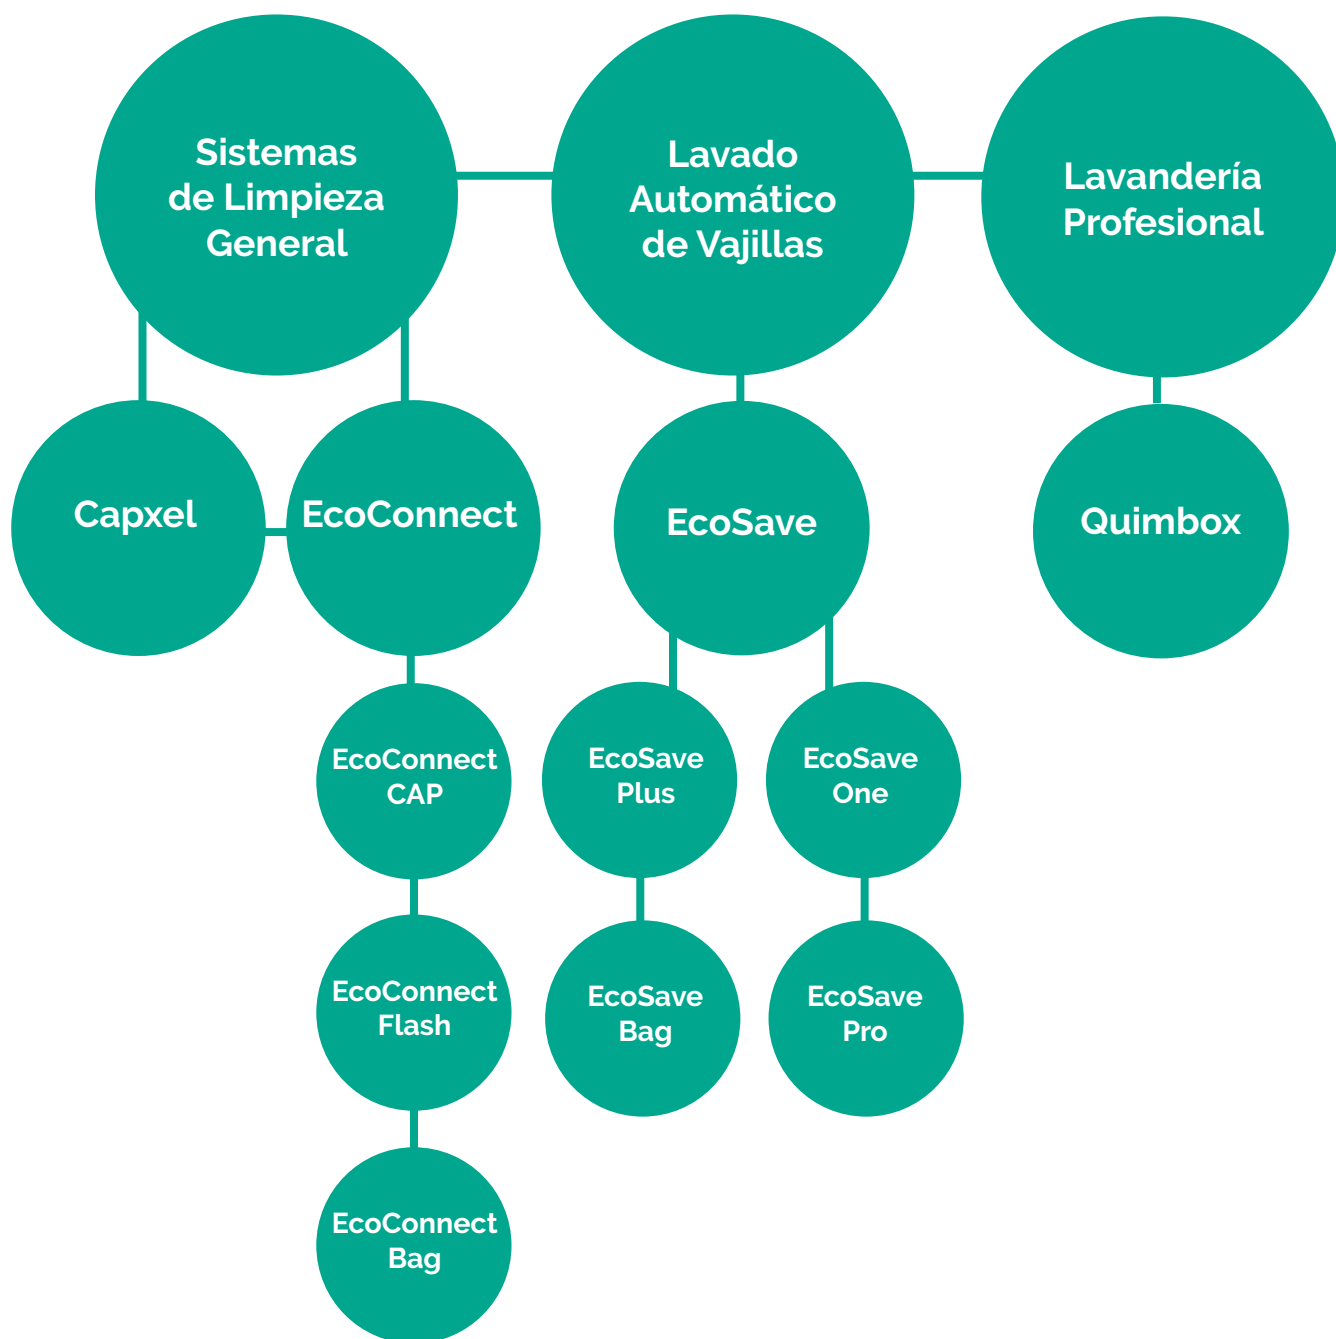 Sistemas
de Limpieza
General
Lavado
Automático
de Vajillas
Lavandería
Profesional
Capxel
EcoConnect
EcoSave
Quimbox
EcoConnect
CAP
EcoSave
Plus
EcoSave
One
EcoConnect
Flash
EcoSave
Bag
EcoSave
Pro
EcoConnect
Bag